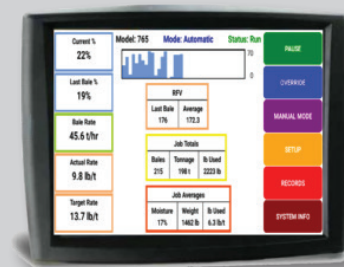 Model: 765 Mode: Automatic Status: Run
Current %
22%
Last Bale %
19%
Bale Rate
45.6 t/hr
Actual Rate
9.8 lb/t
Target Rate
13.7 lb/t
70
0
RFV
Last Bale Average
176 172.3
Job Totals
Bales Tonnage lb Used
215 198 t 2223 lb
Job Averages
Moisture Weight lb Used
17% 1462 lb 6.3 lb/t
PAUSE
OVERRIDE
MANUAL MODE
SETUP
RECORDS
SYSTEM INFO